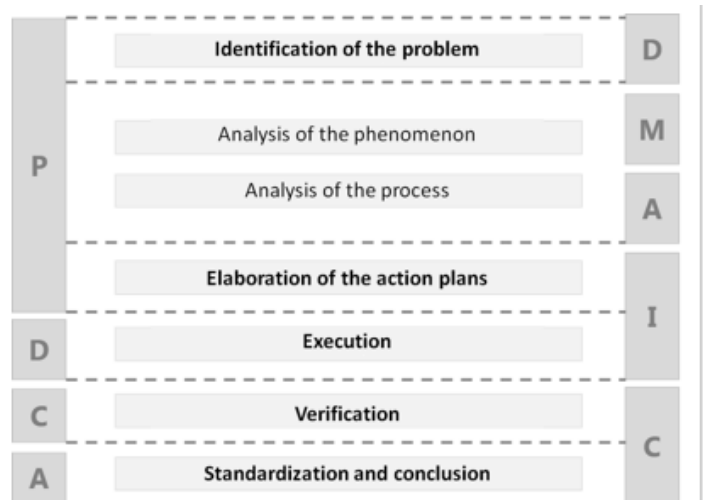 Identification of the problem
D
Analysis of the phenomenon
M
P
Analysis of the process
A
Elaboration of the action plans
I
Execution
D
Verification
C
C
Standardization and conclusion
A